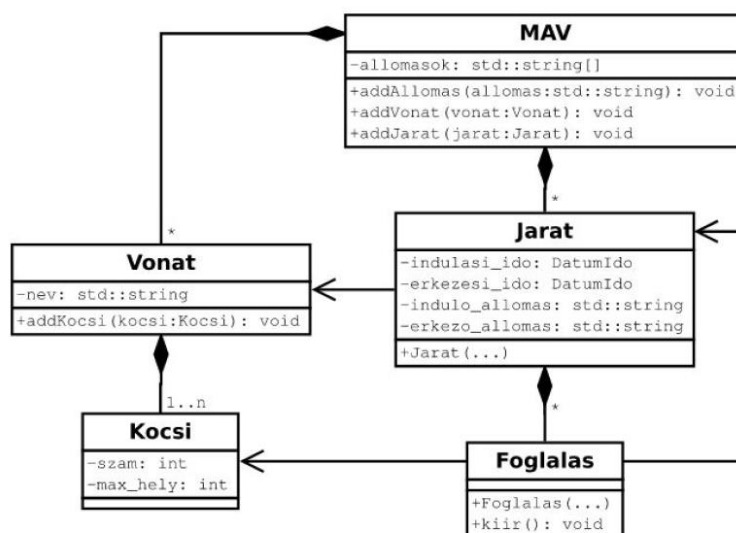 MAV
-allomasok: std::string[]
+addAllomas(allomas:std::string): void
+addVonat(vonat:Vonat): void
+addJarat(jarat:Jarat): void
*
*
Vonat
-nev: std::string
+addKocsi(kocsi:Kocsi): void
Jarat
-indulasi_ido: DatumIdo
-erkezesi_ido: DatumIdo
-indulo_allomas: std::string
-erkezo_allomas: std::string
+Jarat(...)
1..n
*
Kocsi
-szam: int
-max_hely: int
Foglalas
+Foglalas(...)
+kiir(): void